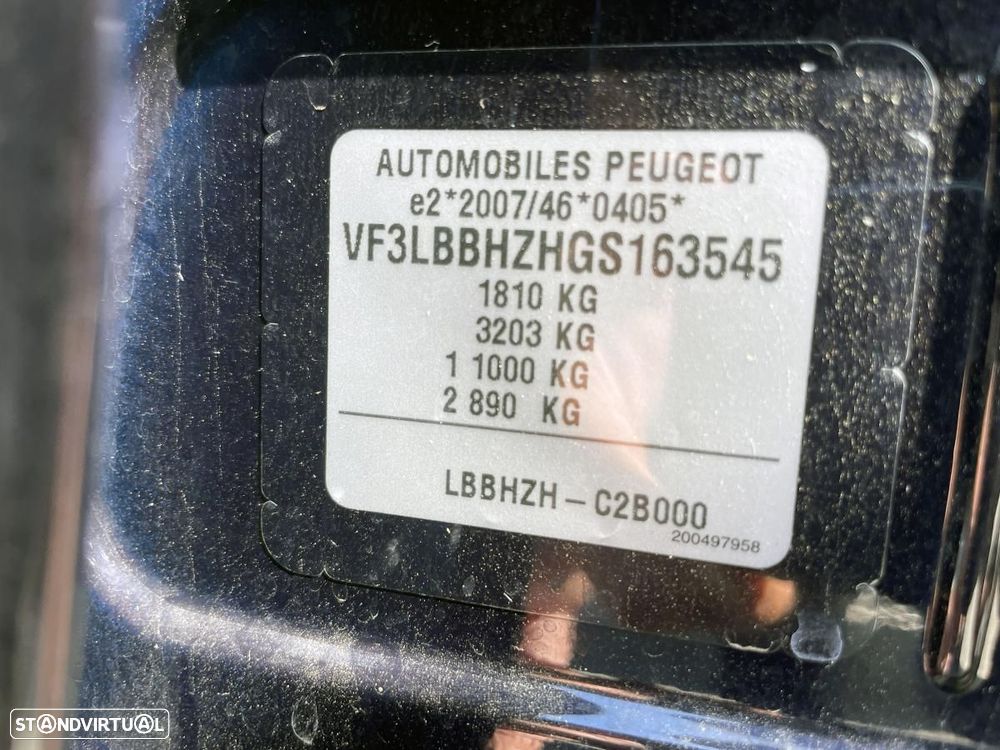 AUTOMOBILES PEUGEOT
e2*2007/46*0405*
VF3LBBHZHGS163545
1810 KG
3203 KG
1 1000 KG
2 890 KG
LBBHZH – C2B000
200497958
STANDVIRTUAL